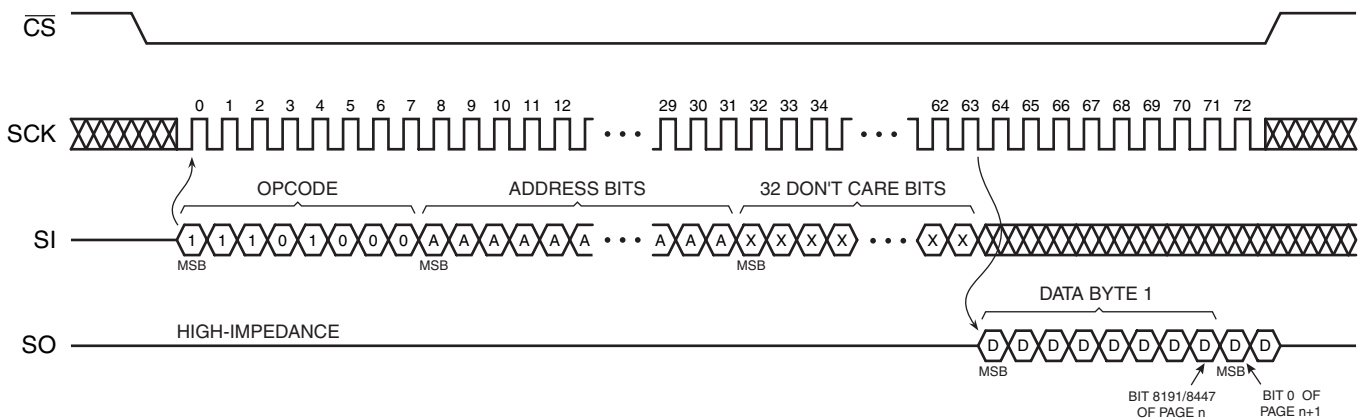 CS
0 1 2 3 4 5 6 7 8 9 10 11 12 29 30 31 32 33 34 62 63 64 65 66 67 68 69 70 71 72
SCK
OPCODE ADDRESS BITS 32 DON'T CARE BITS
SI 1 1 1 0 1 0 0 0 A A A A A A A A A X X X X X X
MSB MSB MSB
DATA BYTE 1
HIGH-IMPEDANCE
SO D D D D D D D D D D
MSB MSB
BIT 8191/8447
OF PAGE n
BIT 0 OF
PAGE n+1